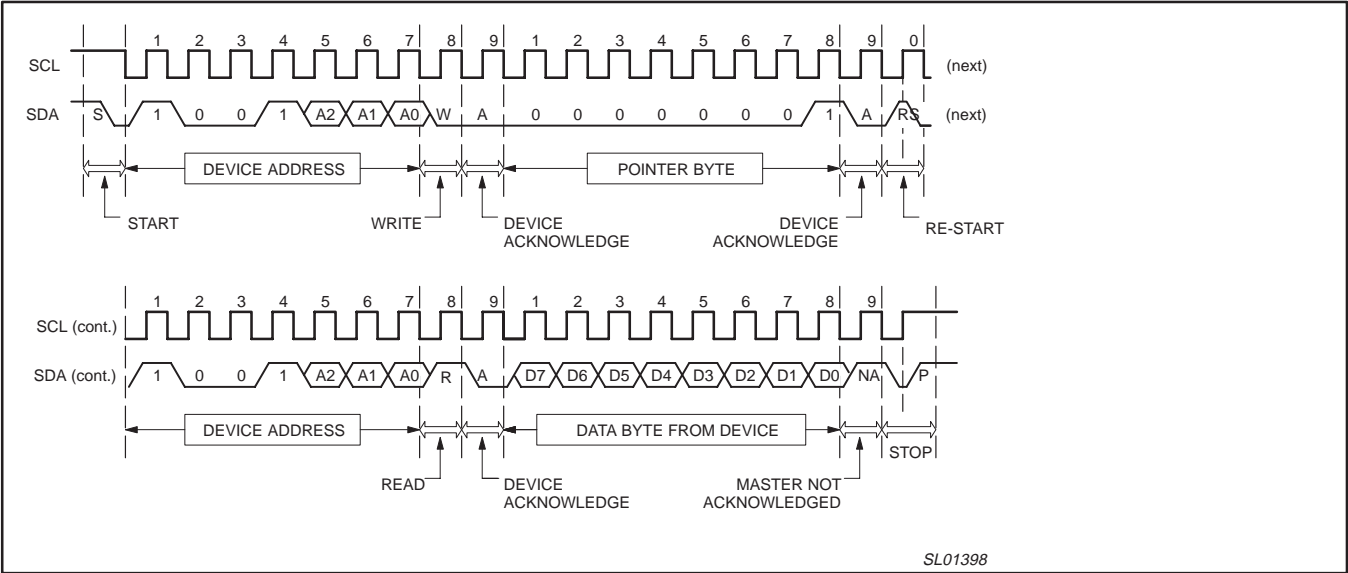 1 2 3 4 5 6 7 8 9 1 2 3 4 5 6 7 8 9 0
SCL (next)
SDA S 1 0 0 1 A2 A1 A0 W A 0 0 0 0 0 0 0 1 A RS (next)
DEVICE ADDRESS POINTER BYTE
START WRITE DEVICE ACKNOWLEDGE DEVICE ACKNOWLEDGE RE-START
1 2 3 4 5 6 7 8 9 1 2 3 4 5 6 7 8 9
SCL (cont.)
SDA (cont.) 1 0 0 1 A2 A1 A0 R A D7 D6 D5 D4 D3 D2 D1 D0 NA P
DEVICE ADDRESS DATA BYTE FROM DEVICE
STOP
READ DEVICE ACKNOWLEDGE MASTER NOT ACKNOWLEDGED
SL01398